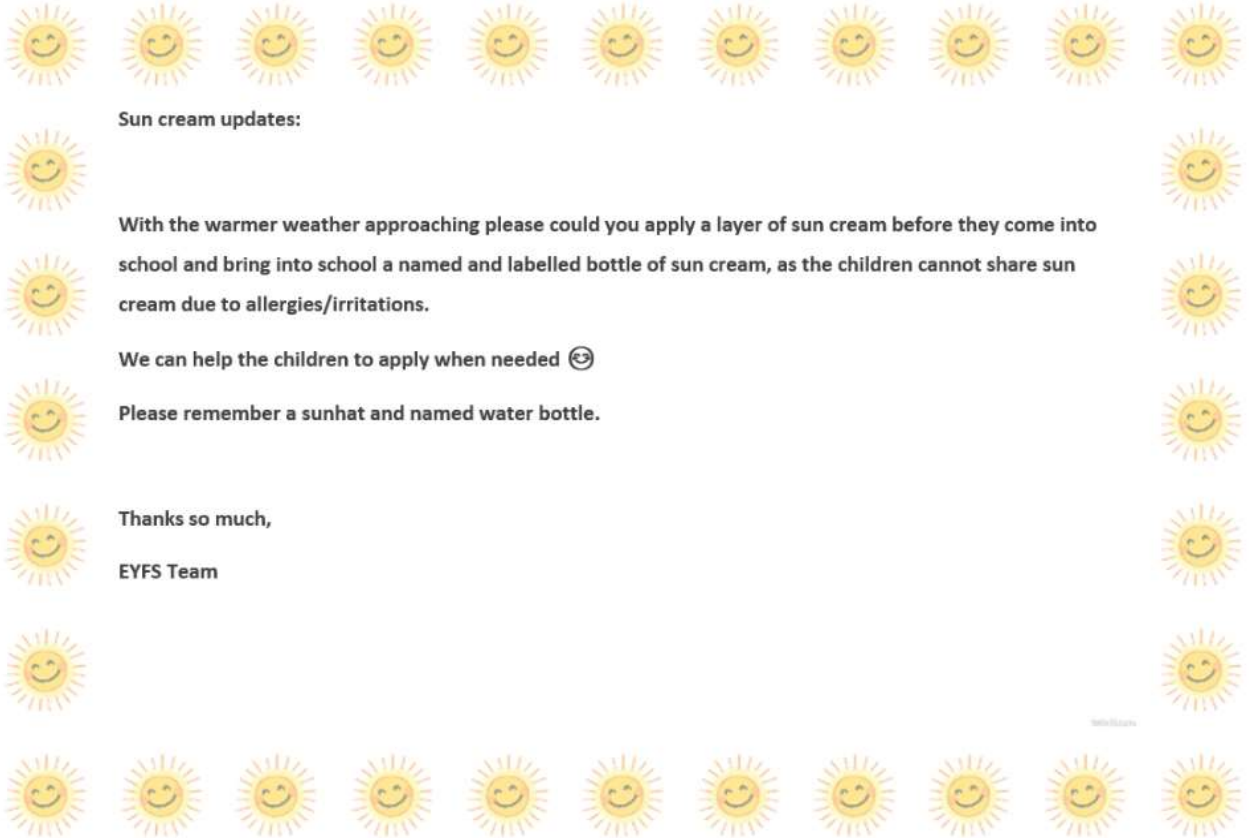 Sun cream updates:
With the warmer weather approaching please could you apply a layer of sun cream before they come into
school and bring into school a named and labelled bottle of sun cream, as the children cannot share sun
cream due to allergies/irritations.
We can help the children to apply when needed 😊
Please remember a sunhat and named water bottle.
Thanks so much,
EYFS Team